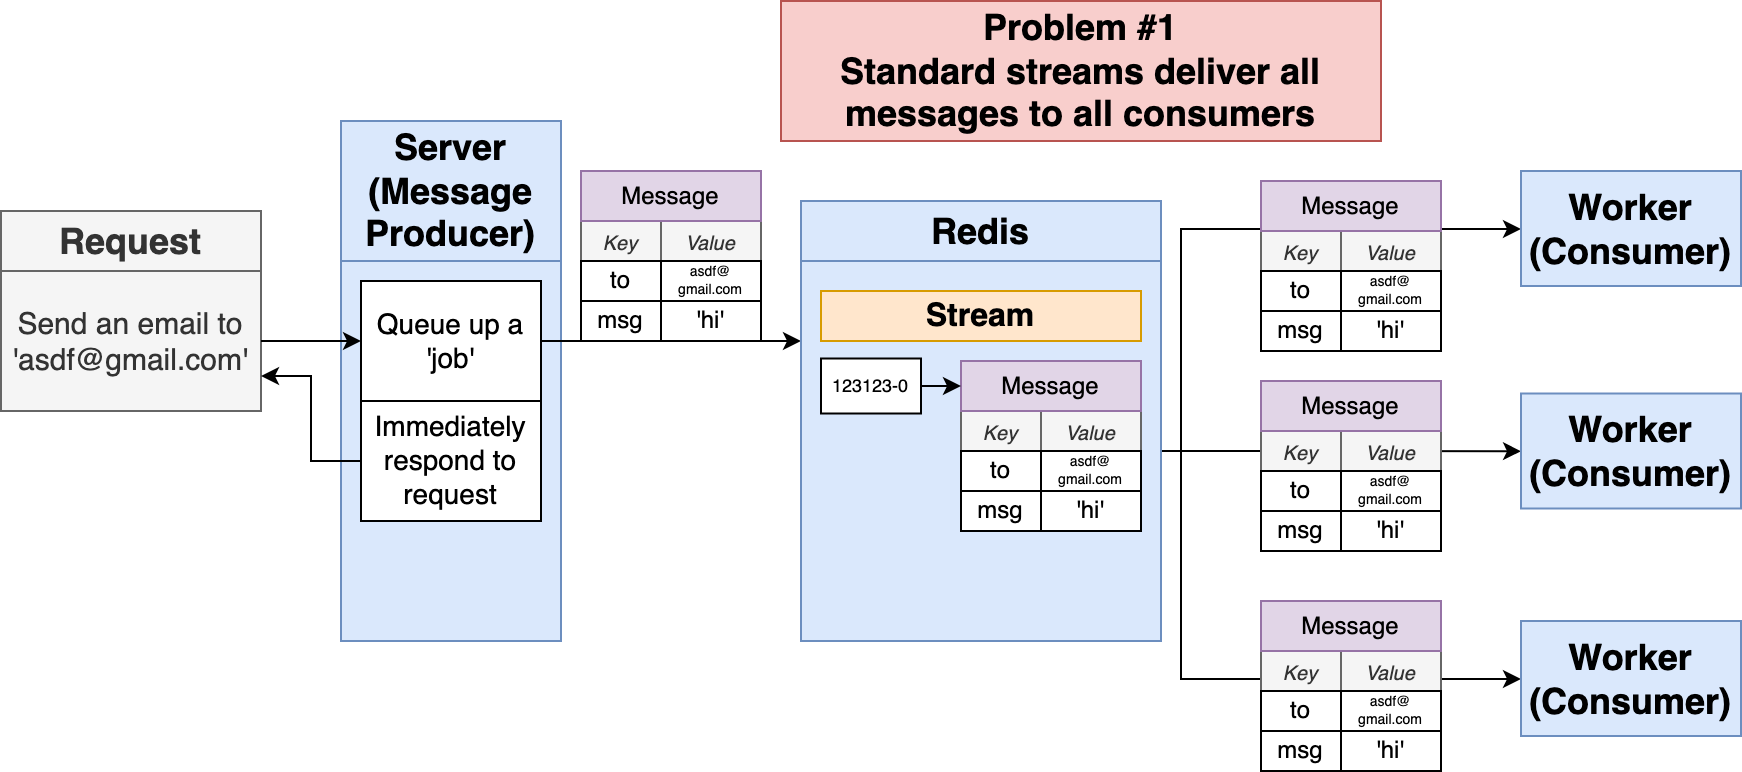 Problem #1
Standard streams deliver all
messages to all consumers
Request
Send an email to
'asdf@gmail.com'
Server
(Message
Producer)
Queue up a
'job'
Immediately
respond to
request
Message
Key Value
to asdf@
gmail.com
msg 'hi'
Redis
Stream
123123-0
Message
Key Value
to asdf@
gmail.com
msg 'hi'
Message
Key Value
to asdf@
gmail.com
msg 'hi'
Worker
(Consumer)
Message
Key Value
to asdf@
gmail.com
msg 'hi'
Worker
(Consumer)
Message
Key Value
to asdf@
gmail.com
msg 'hi'
Worker
(Consumer)